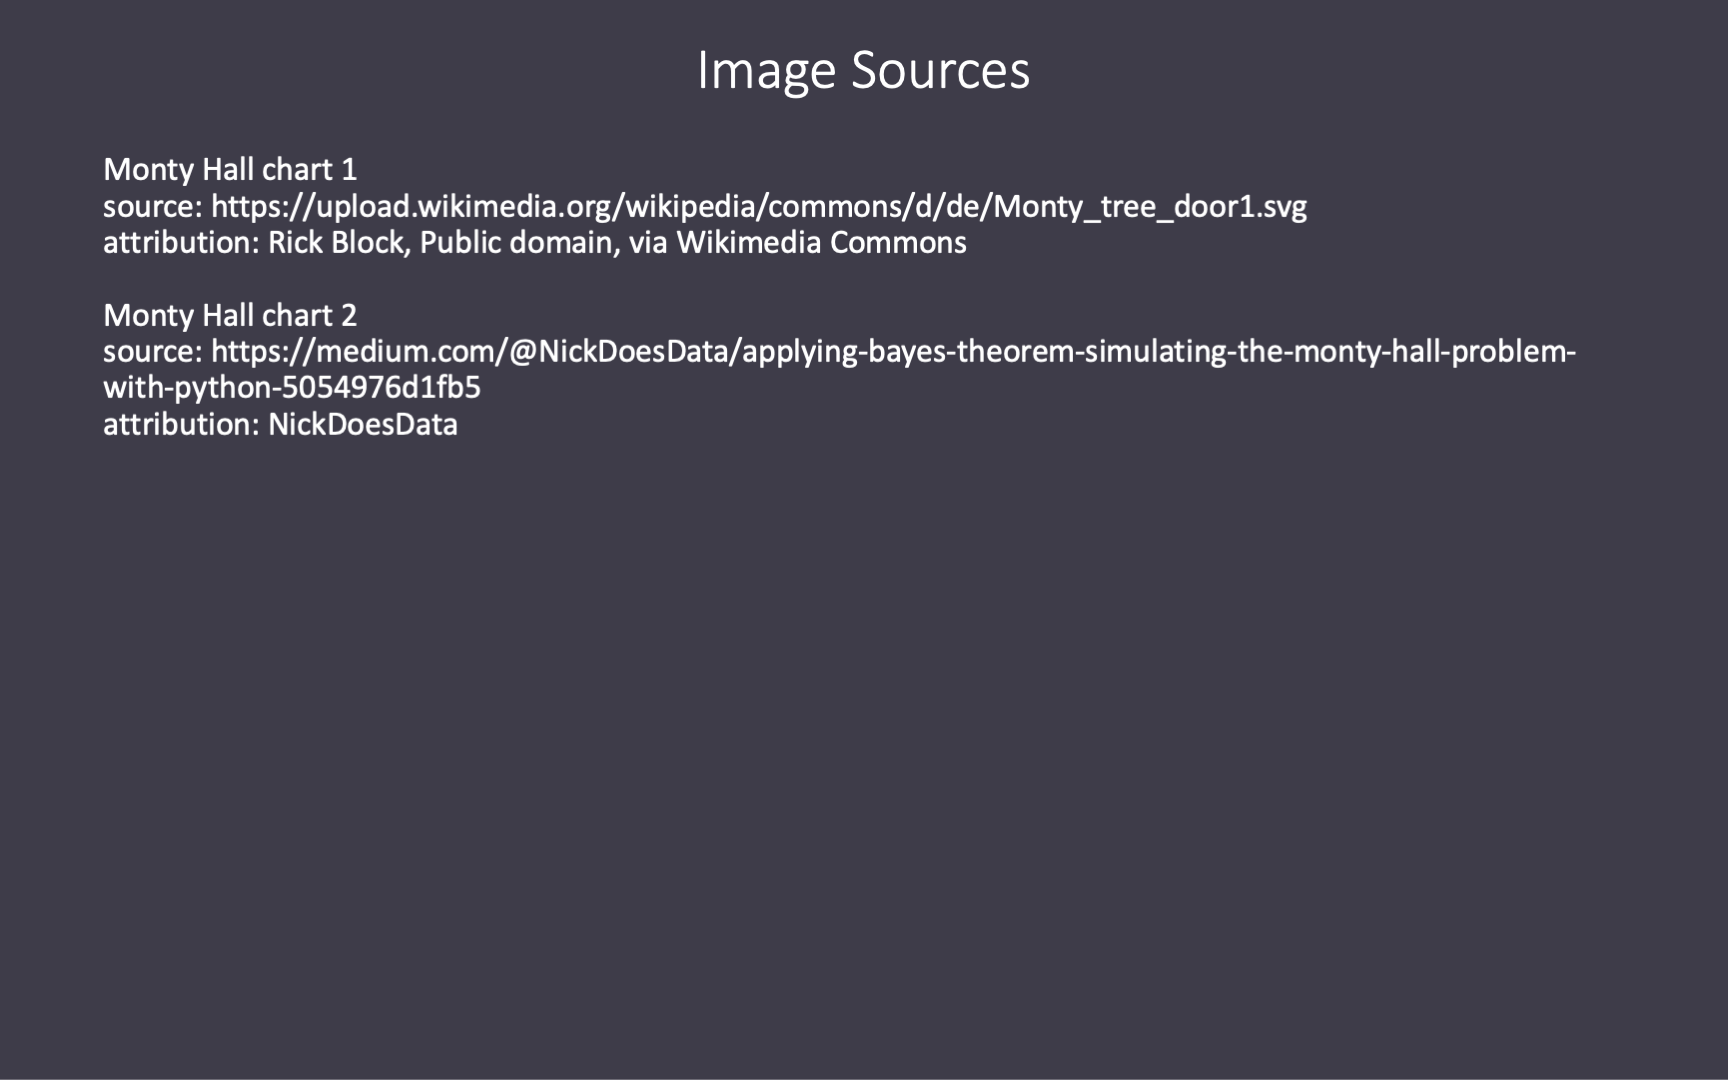 Image Sources
Monty Hall chart 1
source: https://upload.wikimedia.org/wikipedia/commons/d/de/Monty_tree_door1.svg
attribution: Rick Block, Public domain, via Wikimedia Commons
Monty Hall chart 2
source: https://medium.com/@NickDoesData/applying-bayes-theorem-simulating-the-monty-hall-problem-
with-python-5054976d1fb5
attribution: NickDoesData